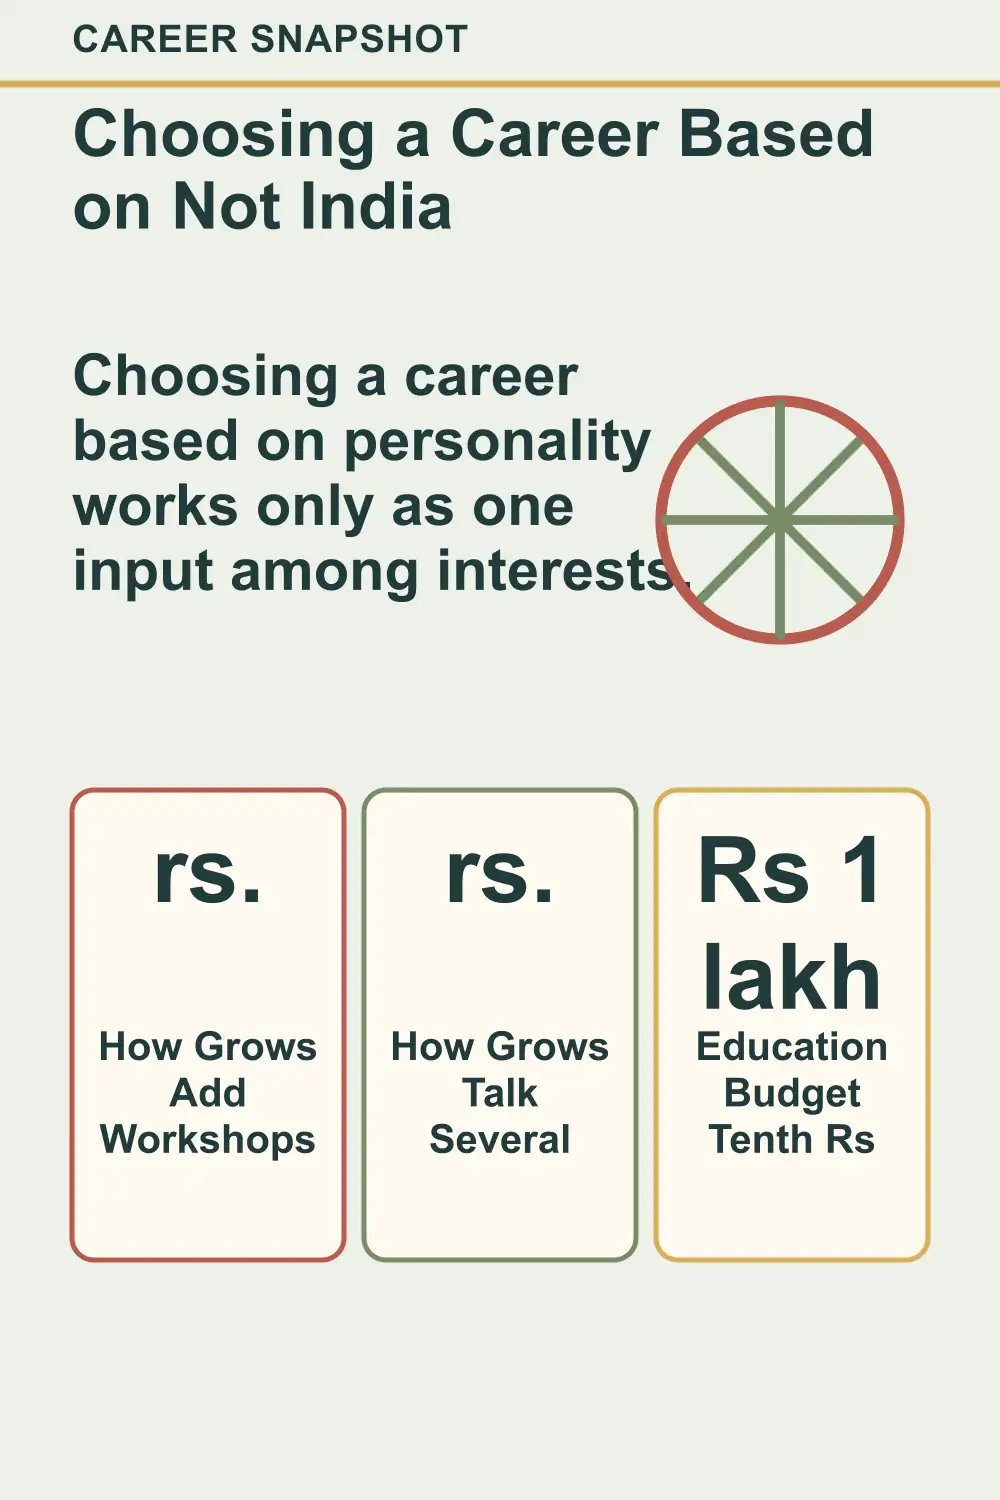 CAREER SNAPSHOT
Choosing a Career Based
on Not India
Choosing a career
based on personality
works only as one
input among interests.
rs.
How Grows
Add
Workshops
rs.
How Grows
Talk
Several
Rs 1
lakh
Education
Budget
Tenth Rs